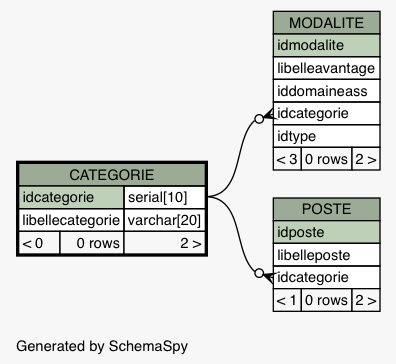 MODALITE
idmodalite
libelleavantage
iddomaineass
idcategorie
idtype
< 3 0 rows 2 >
CATEGORIE
idcategorie serial[10]
libellecategorie varchar[20]
< 0 0 rows 2 >
POSTE
idposte
libelleposte
idcategorie
< 1 0 rows 2 >
Generated by SchemaSpy